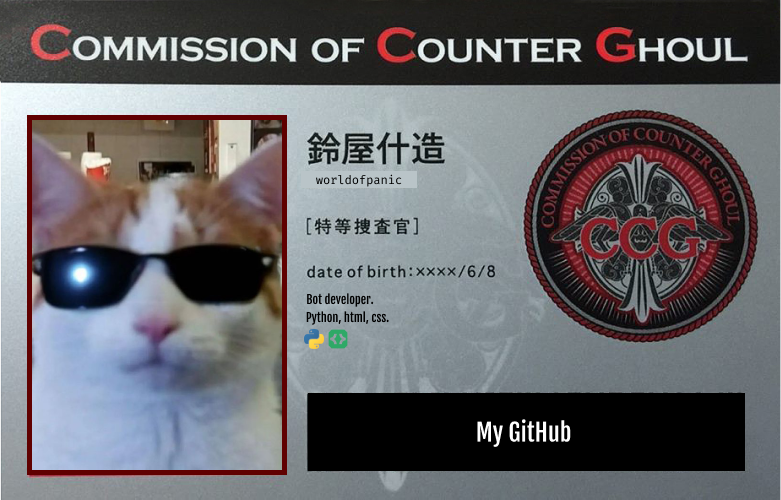 COMMISSION OF COUNTER GHOUL
鈴屋什造
worldofpanic
[特等捜査官]
date of birth:××××/6/8
Bot developer.
Python, html, css.
COMMISSION OF COUNTER GHOUL
CCG
My GitHub